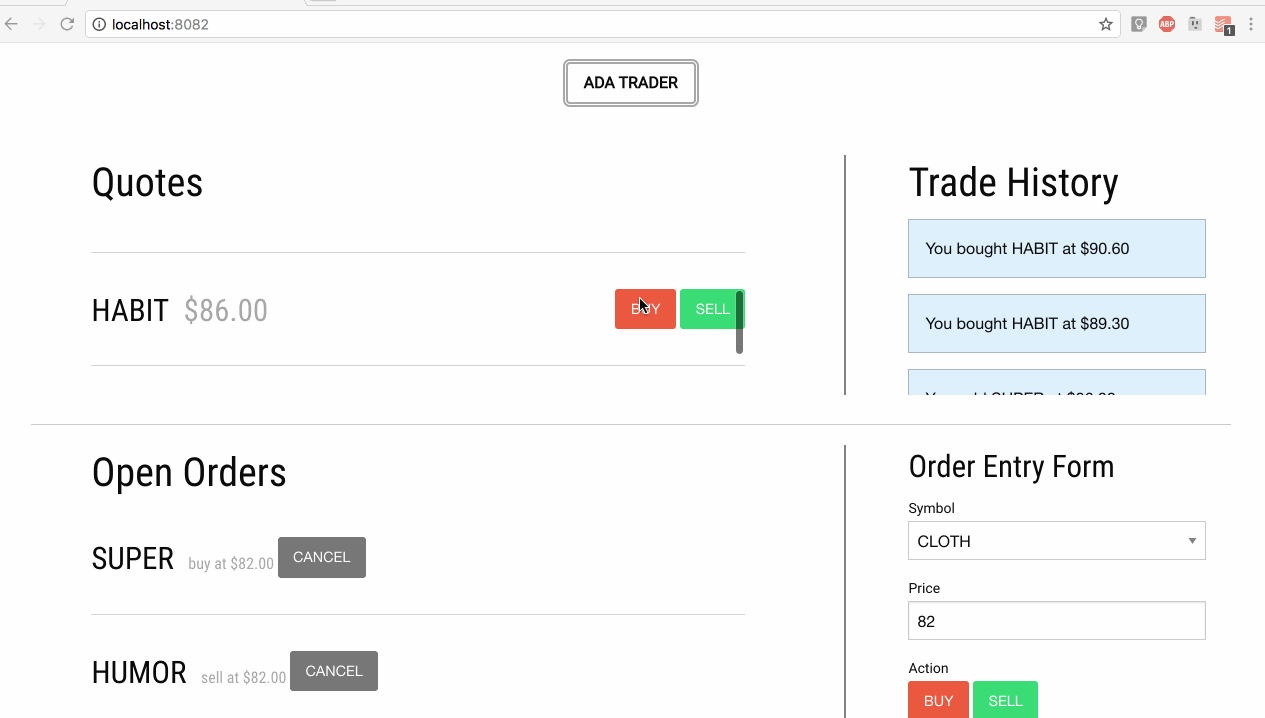 localhost:8082
ABP
1
ADA TRADER
Quotes
HABIT $86.00
BUY SELL
Trade History
You bought HABIT at $90.60
You bought HABIT at $89.30
Open Orders
SUPER buy at $82.00 CANCEL
HUMOR sell at $82.00 CANCEL
Order Entry Form
Symbol
CLOTH
Price
82
Action
BUY SELL